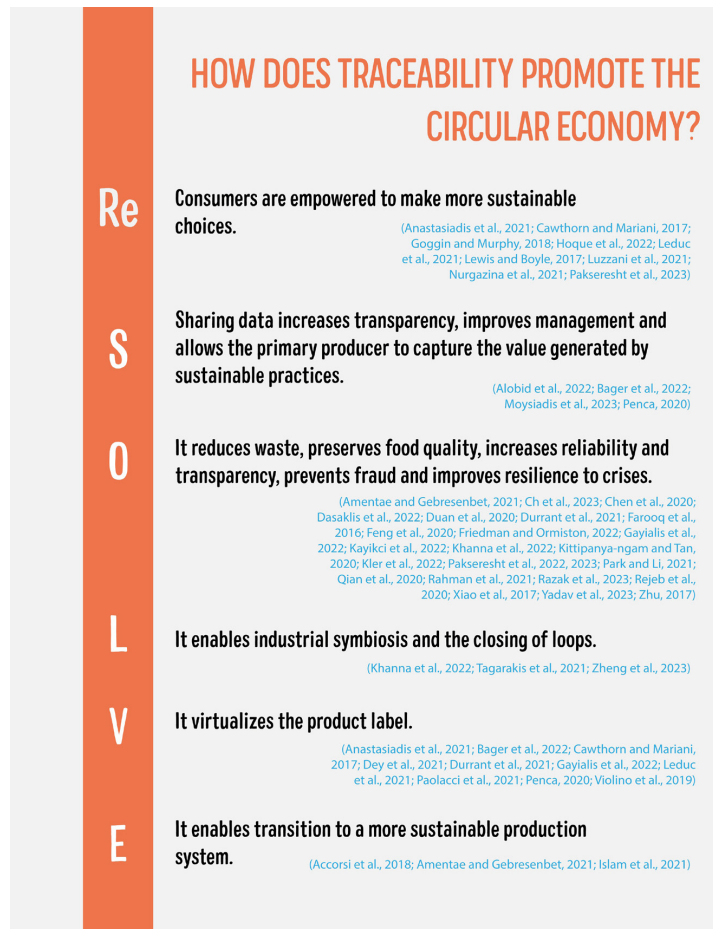 HOW DOES TRACEABILITY PROMOTE THE
CIRCULAR ECONOMY?
Re
Consumers are empowered to make more sustainable
choices.
(Anastasiadis et al., 2021; Cawthorn and Mariani, 2017;
Goggin and Murphy, 2018; Hoque et al., 2022; Leduc
et al., 2021; Lewis and Boyle, 2017; Luzzani et al., 2021;
Nurgazina et al., 2021; Pakseresht et al., 2023)
S
Sharing data increases transparency, improves management and
allows the primary producer to capture the value generated by
sustainable practices.
(Alobid et al., 2022; Bager et al., 2022;
Moysiadis et al., 2023; Penca, 2020)
O
It reduces waste, preserves food quality, increases reliability and
transparency, prevents fraud and improves resilience to crises.
(Amentae and Gebresenbet, 2021; Ch et al., 2023; Chen et al., 2020;
Dasaklis et al., 2022; Duan et al., 2020; Durrant et al., 2021; Farooq et al.,
2016; Feng et al., 2020; Friedman and Ormiston, 2022; Gayialis et al.,
2022; Kayikci et al., 2022; Khanna et al., 2022; Kittipanya-ngam and Tan,
2020; Kler et al., 2022; Pakseresht et al., 2022, 2023; Park and Li, 2021;
Qian et al., 2020; Rahman et al., 2021; Razak et al., 2023; Rejeb et al.,
2020; Xiao et al., 2017; Yadav et al., 2023; Zhu, 2017)
L
It enables industrial symbiosis and the closing of loops.
(Khanna et al., 2022; Tagarakis et al., 2021; Zheng et al., 2023)
V
It virtualizes the product label.
(Anastasiadis et al., 2021; Bager et al., 2022; Cawthorn and Mariani,
2017; Dey et al., 2021; Durrant et al., 2021; Gayialis et al., 2022; Leduc
et al., 2021; Paolacci et al., 2021; Penca, 2020; Violino et al., 2019)
E
It enables transition to a more sustainable production
system.
(Accorsi et al., 2018; Amentae and Gebresenbet, 2021; Islam et al., 2021)